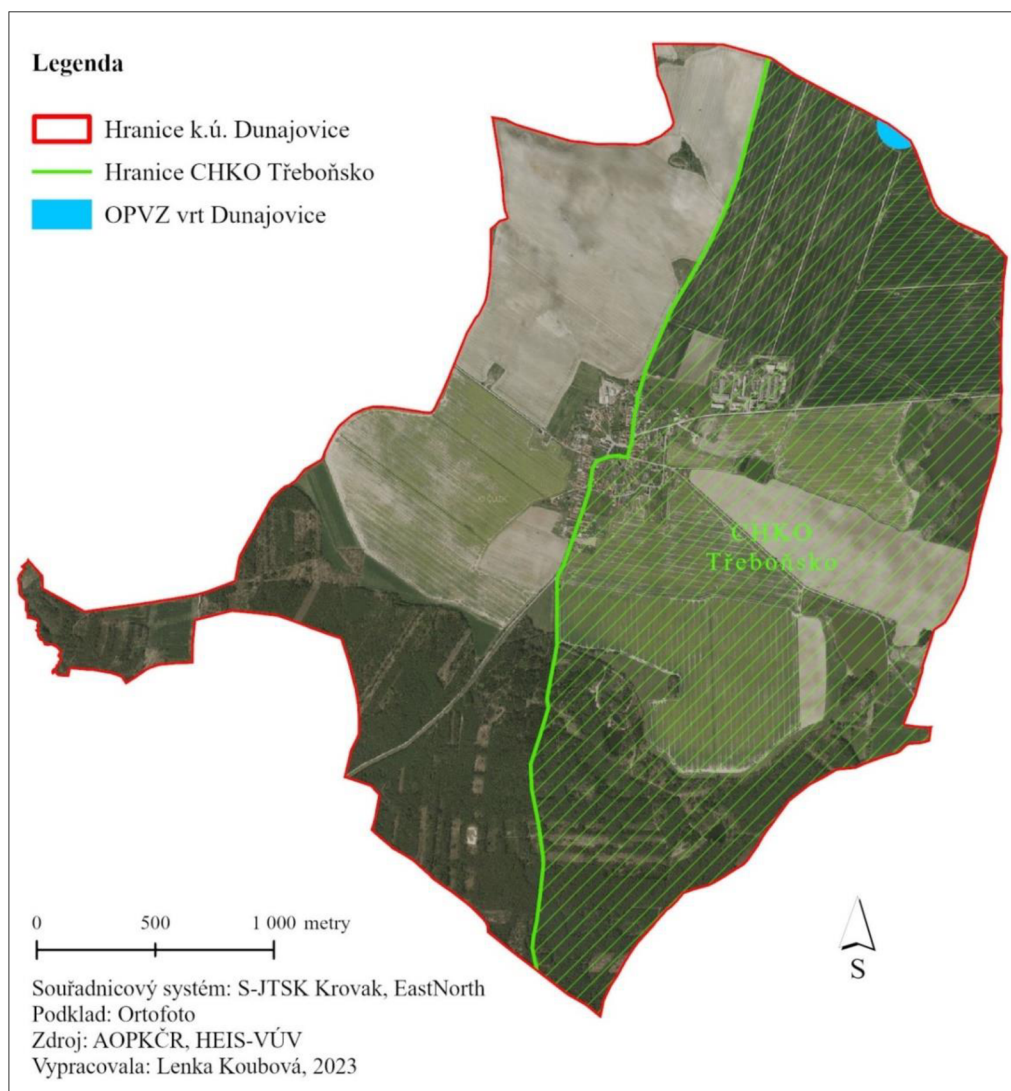 Legenda
Hranice k.ú. Dunajovice
Hranice CHKO Třeboňsko
OPVZ vrt Dunajovice
CHKO
Třeboňsko
0 500 1 000 metry
S
Souřadnicový systém: S-JTSK Krovak, EastNorth
Podklad: Ortofoto
Zdroj: AOPKČR, HEIS-VÚV
Vypracovala: Lenka Koubová, 2023